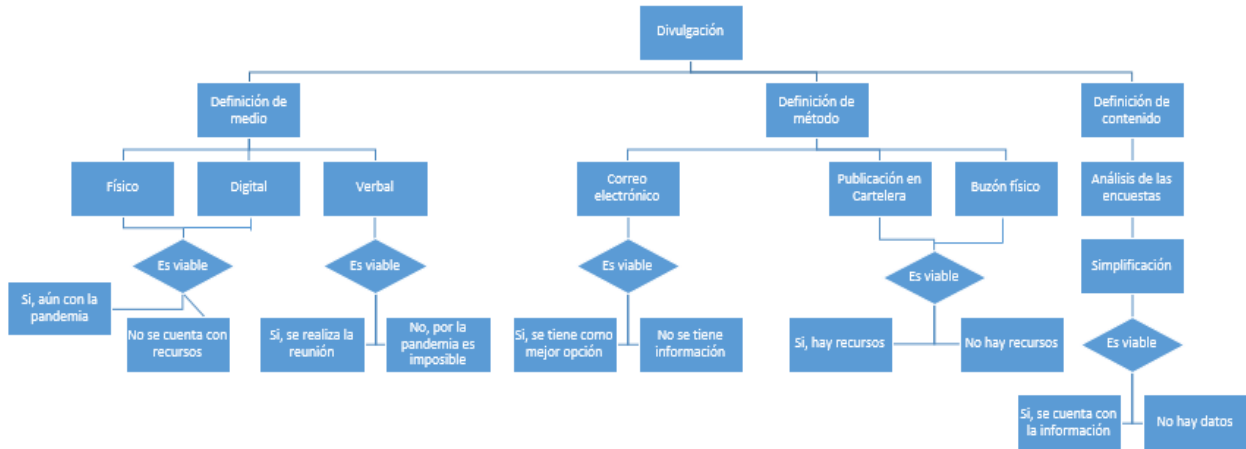 Divulgación
Definición de
medio
Definición de
método
Definición de
contenido
Físico
Digital
Verbal
Correo
electrónico
Publicación en
Cartelera
Buzón físico
Análisis de las
encuestas
Es viable
Es viable
Es viable
Es viable
Simplificación
Si, aún con la
pandemia
No se cuenta con
recursos
Si, se realiza la
reunión
No, por la
pandemia es
imposible
Si, se tiene como
mejor opción
No se tiene
información
Si, hay recursos
No hay recursos
Es viable
Si, se cuenta con
la información
No hay datos